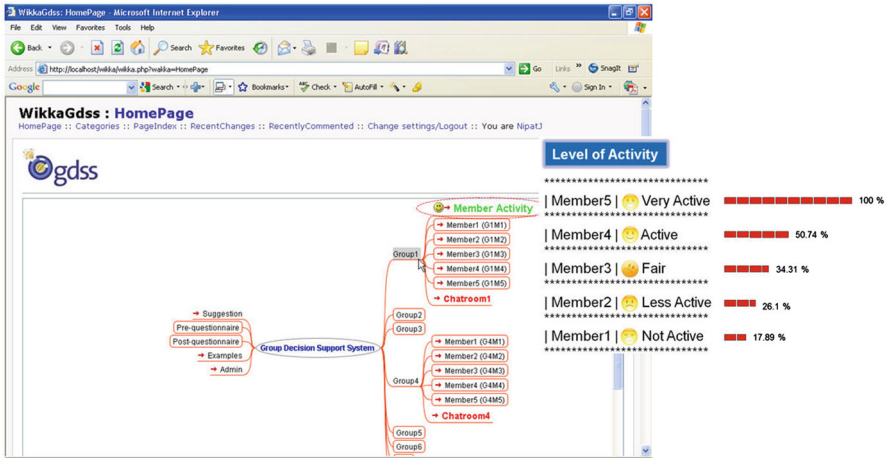 WikkaGdss: HomePage - Microsoft Internet Explorer
File Edit View Favorites Tools Help
Back Search Favorites
Address http://localhost/wikka/wikka.php?wakka=HomePage Go Links » SnagIt
Google Search Bookmarks Check AutoFill Sign In
WikkaGdss : HomePage
HomePage :: Categories :: PageIndex :: RecentChanges :: RecentlyCommented :: Change settings/Logout :: You are NipatJ
gdss
Member Activity
Member1 (G1M1)
Member2 (G1M2)
Group1
Member3 (G1M3)
Member4 (G1M4)
Member5 (G1M5)
Chatroom1
Suggestion
Pre-questionnaire
Post-questionnaire
Examples
Admin
Group Decision Support System
Group2
Group3
Member1 (G4M1)
Member2 (G4M2)
Member3 (G4M3)
Group4
Member4 (G4M4)
Member5 (G4M5)
Chatroom4
Group5
Group6
Level of Activity
*******************************
| Member5 | Very Active 100 %
*******************************
| Member4 | Active 50.74 %
*******************************
| Member3 | Fair 34.31 %
*******************************
| Member2 | Less Active 26.1 %
*******************************
| Member1 | Not Active 17.89 %
*******************************